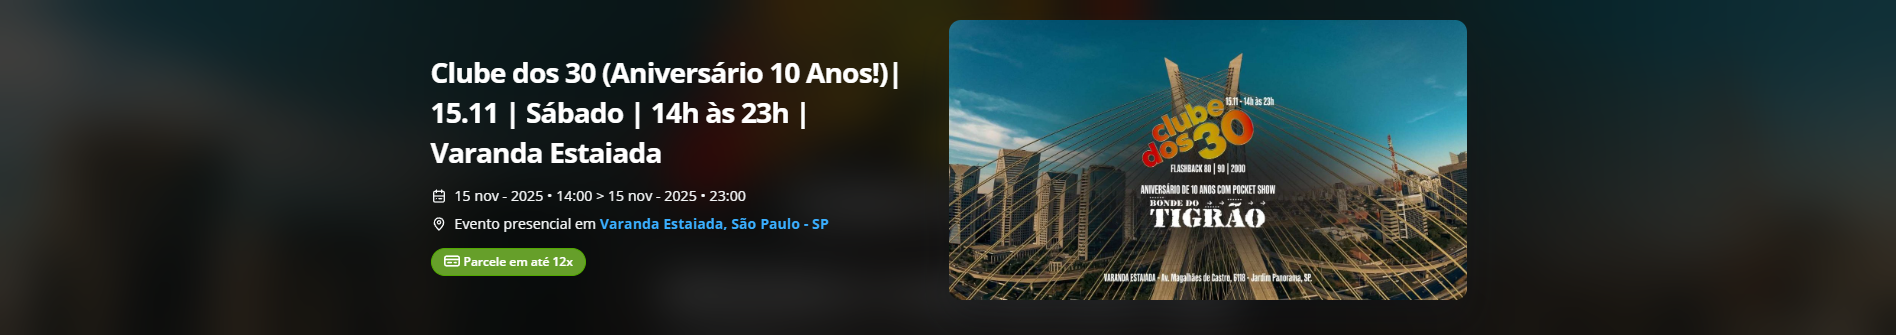 Clube dos 30 (Aniversário 10 Anos!)|
15.11 | Sábado | 14h às 23h |
Varanda Estaiada
15 nov - 2025 • 14:00 > 15 nov - 2025 • 23:00
Evento presencial em Varanda Estaiada, São Paulo - SP
Parcele em até 12x
15.11 - 14h às 23h
clube
dos 30
FLASHBACK 80 | 90 | 2000
ANIVERSÁRIO DE 10 ANOS COM POCKET SHOW
BONDE DO
TIGRÃO
VARANDA ESTAIADA - Av. Magalhães de Castro, 6118 - Jardim Panorama, SP.